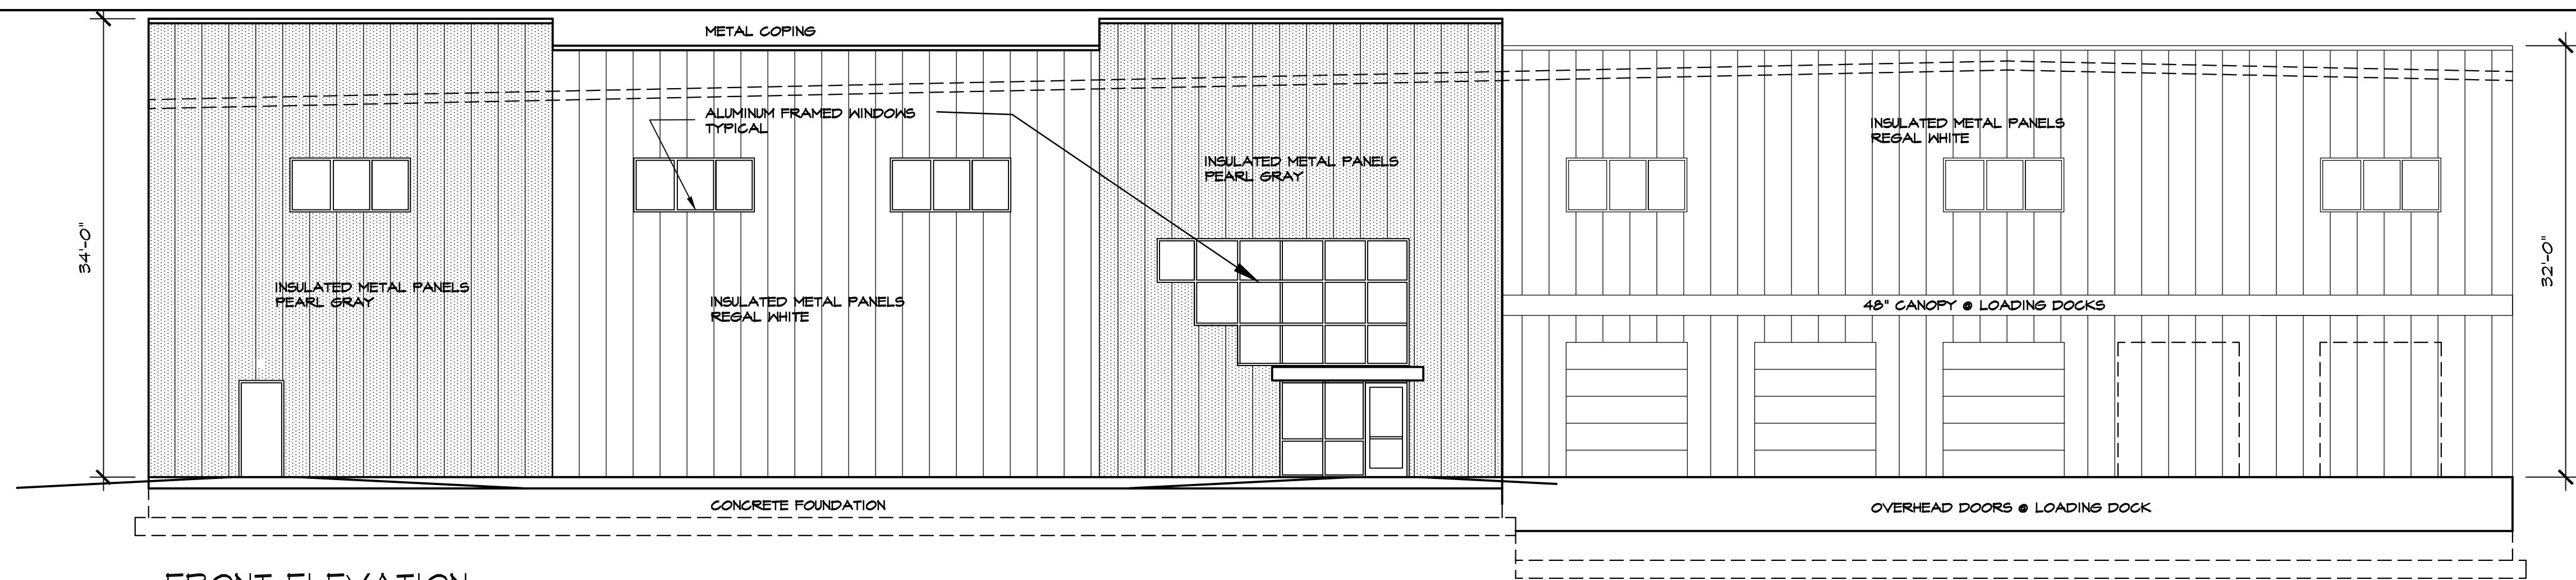 METAL COPING
ALUMINUM FRAMED WINDOWS
TYPICAL
INSULATED METAL PANELS
REGAL WHITE
INSULATED METAL PANELS
PEARL GRAY
34'-0"
32'-0"
INSULATED METAL PANELS
PEARL GRAY
INSULATED METAL PANELS
REGAL WHITE
48" CANOPY @ LOADING DOCKS
CONCRETE FOUNDATION
OVERHEAD DOORS @ LOADING DOCK
FRONT ELEVATION